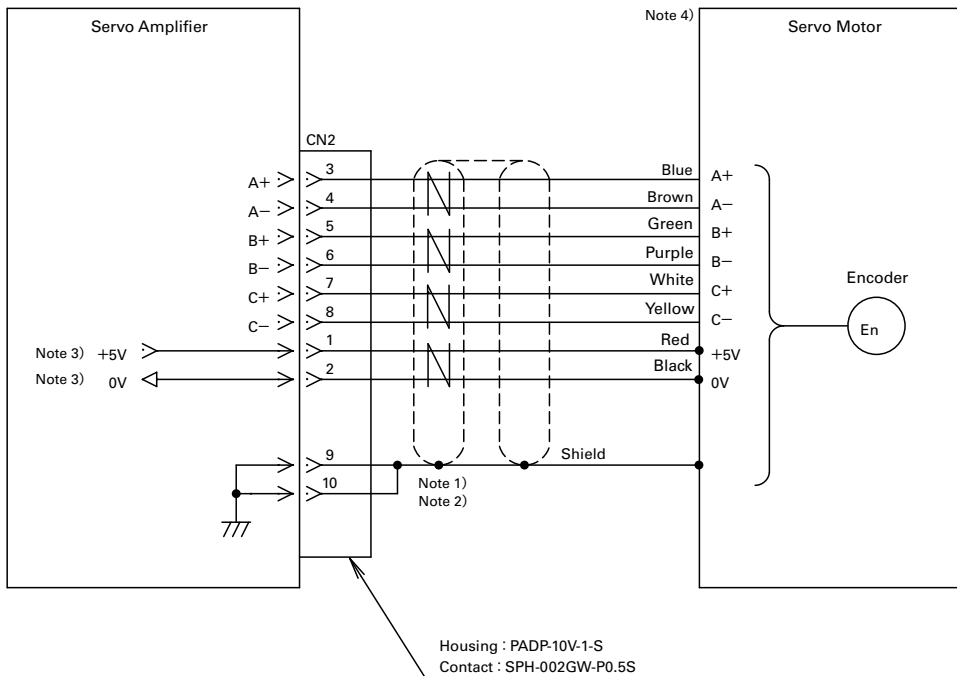 Servo Amplifier
Note 4)
Servo Motor
CN2
A+
3
Blue
A+
A−
4
Brown
A−
B+
5
Green
B+
B−
6
Purple
B−
C+
7
White
C+
Encoder
C−
8
Yellow
C−
En
Note 3) +5V
1
Red
+5V
Note 3) 0V
2
Black
0V
9
Shield
10
Note 1)
Note 2)
Housing : PADP-10V-1-S
Contact : SPH-002GW-P0.5S